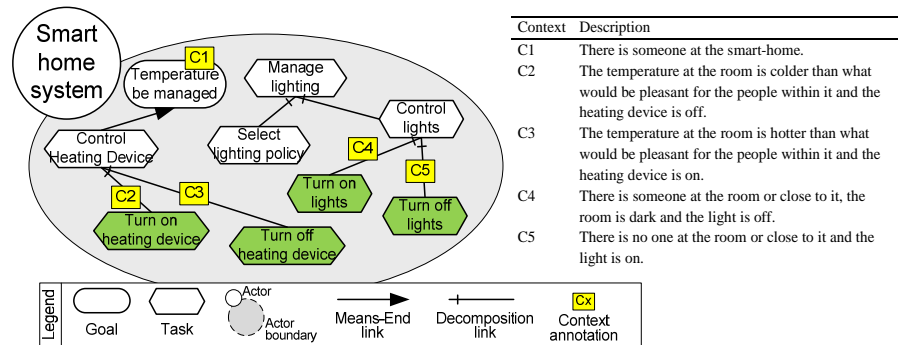 Smart
home
system
C1
Temperature
be managed
Manage
lighting
Control
Heating Device
Select
lighting policy
Control
lights
C4
C5
C2
C3
Turn on
lights
Turn off
lights
Turn on
heating device
Turn off
heating device
Legend
Goal
Task
Actor
Actor
boundary
Means-End
link
Decomposition
link
Cx
Context
annotation
Context Description
C1 There is someone at the smart-home.
C2 The temperature at the room is colder than what
would be pleasant for the people within it and the
heating device is off.
C3 The temperature at the room is hotter than what
would be pleasant for the people within it and the
heating device is on.
C4 There is someone at the room or close to it, the
room is dark and the light is off.
C5 There is no one at the room or close to it and the
light is on.